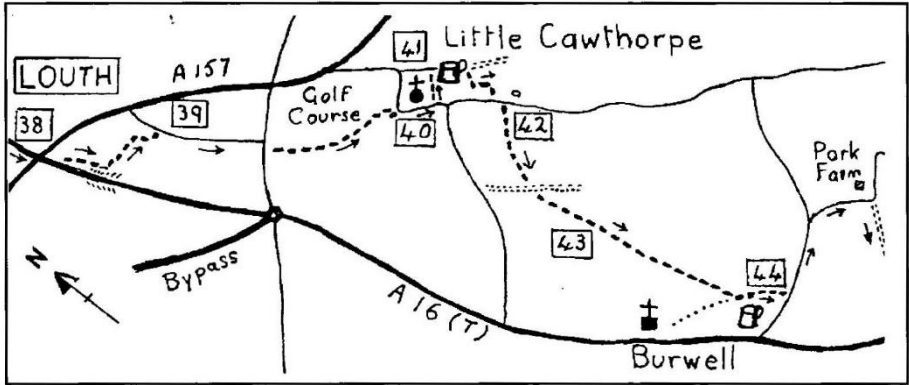 41
Little Cawthorpe
LOUTH
A 157
38
39
Golf
Course
40
42
Park
Farm
43
N
Bypass
44
A 16 (T)
Burwell